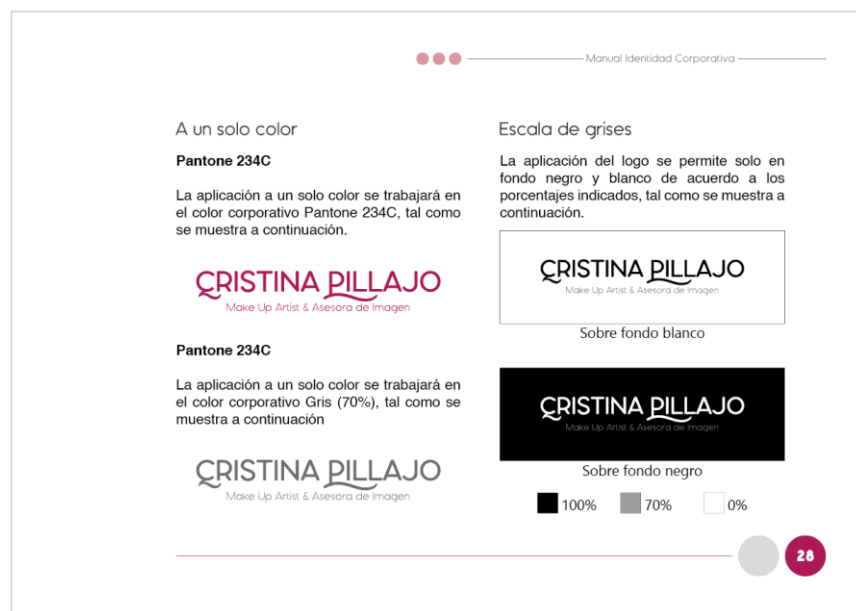 Manual Identidad Corporativa
A un solo color
Pantone 234C
La aplicación a un solo color se trabajará en
el color corporativo Pantone 234C, tal como
se muestra a continuación.
CRISTINA PILLAJO
Make Up Artist & Asesora de Imagen
Pantone 234C
La aplicación a un solo color se trabajará en
el color corporativo Gris (70%), tal como se
muestra a continuación
CRISTINA PILLAJO
Make Up Artist & Asesora de Imagen
Escala de grises
La aplicación del logo se permite solo en
fondo negro y blanco de acuerdo a los
porcentajes indicados, tal como se muestra a
continuación.
CRISTINA PILLAJO
Make Up Artist & Asesora de Imagen
Sobre fondo blanco
CRISTINA PILLAJO
Make Up Artist & Asesora de Imagen
Sobre fondo negro
100% 70% 0%
28